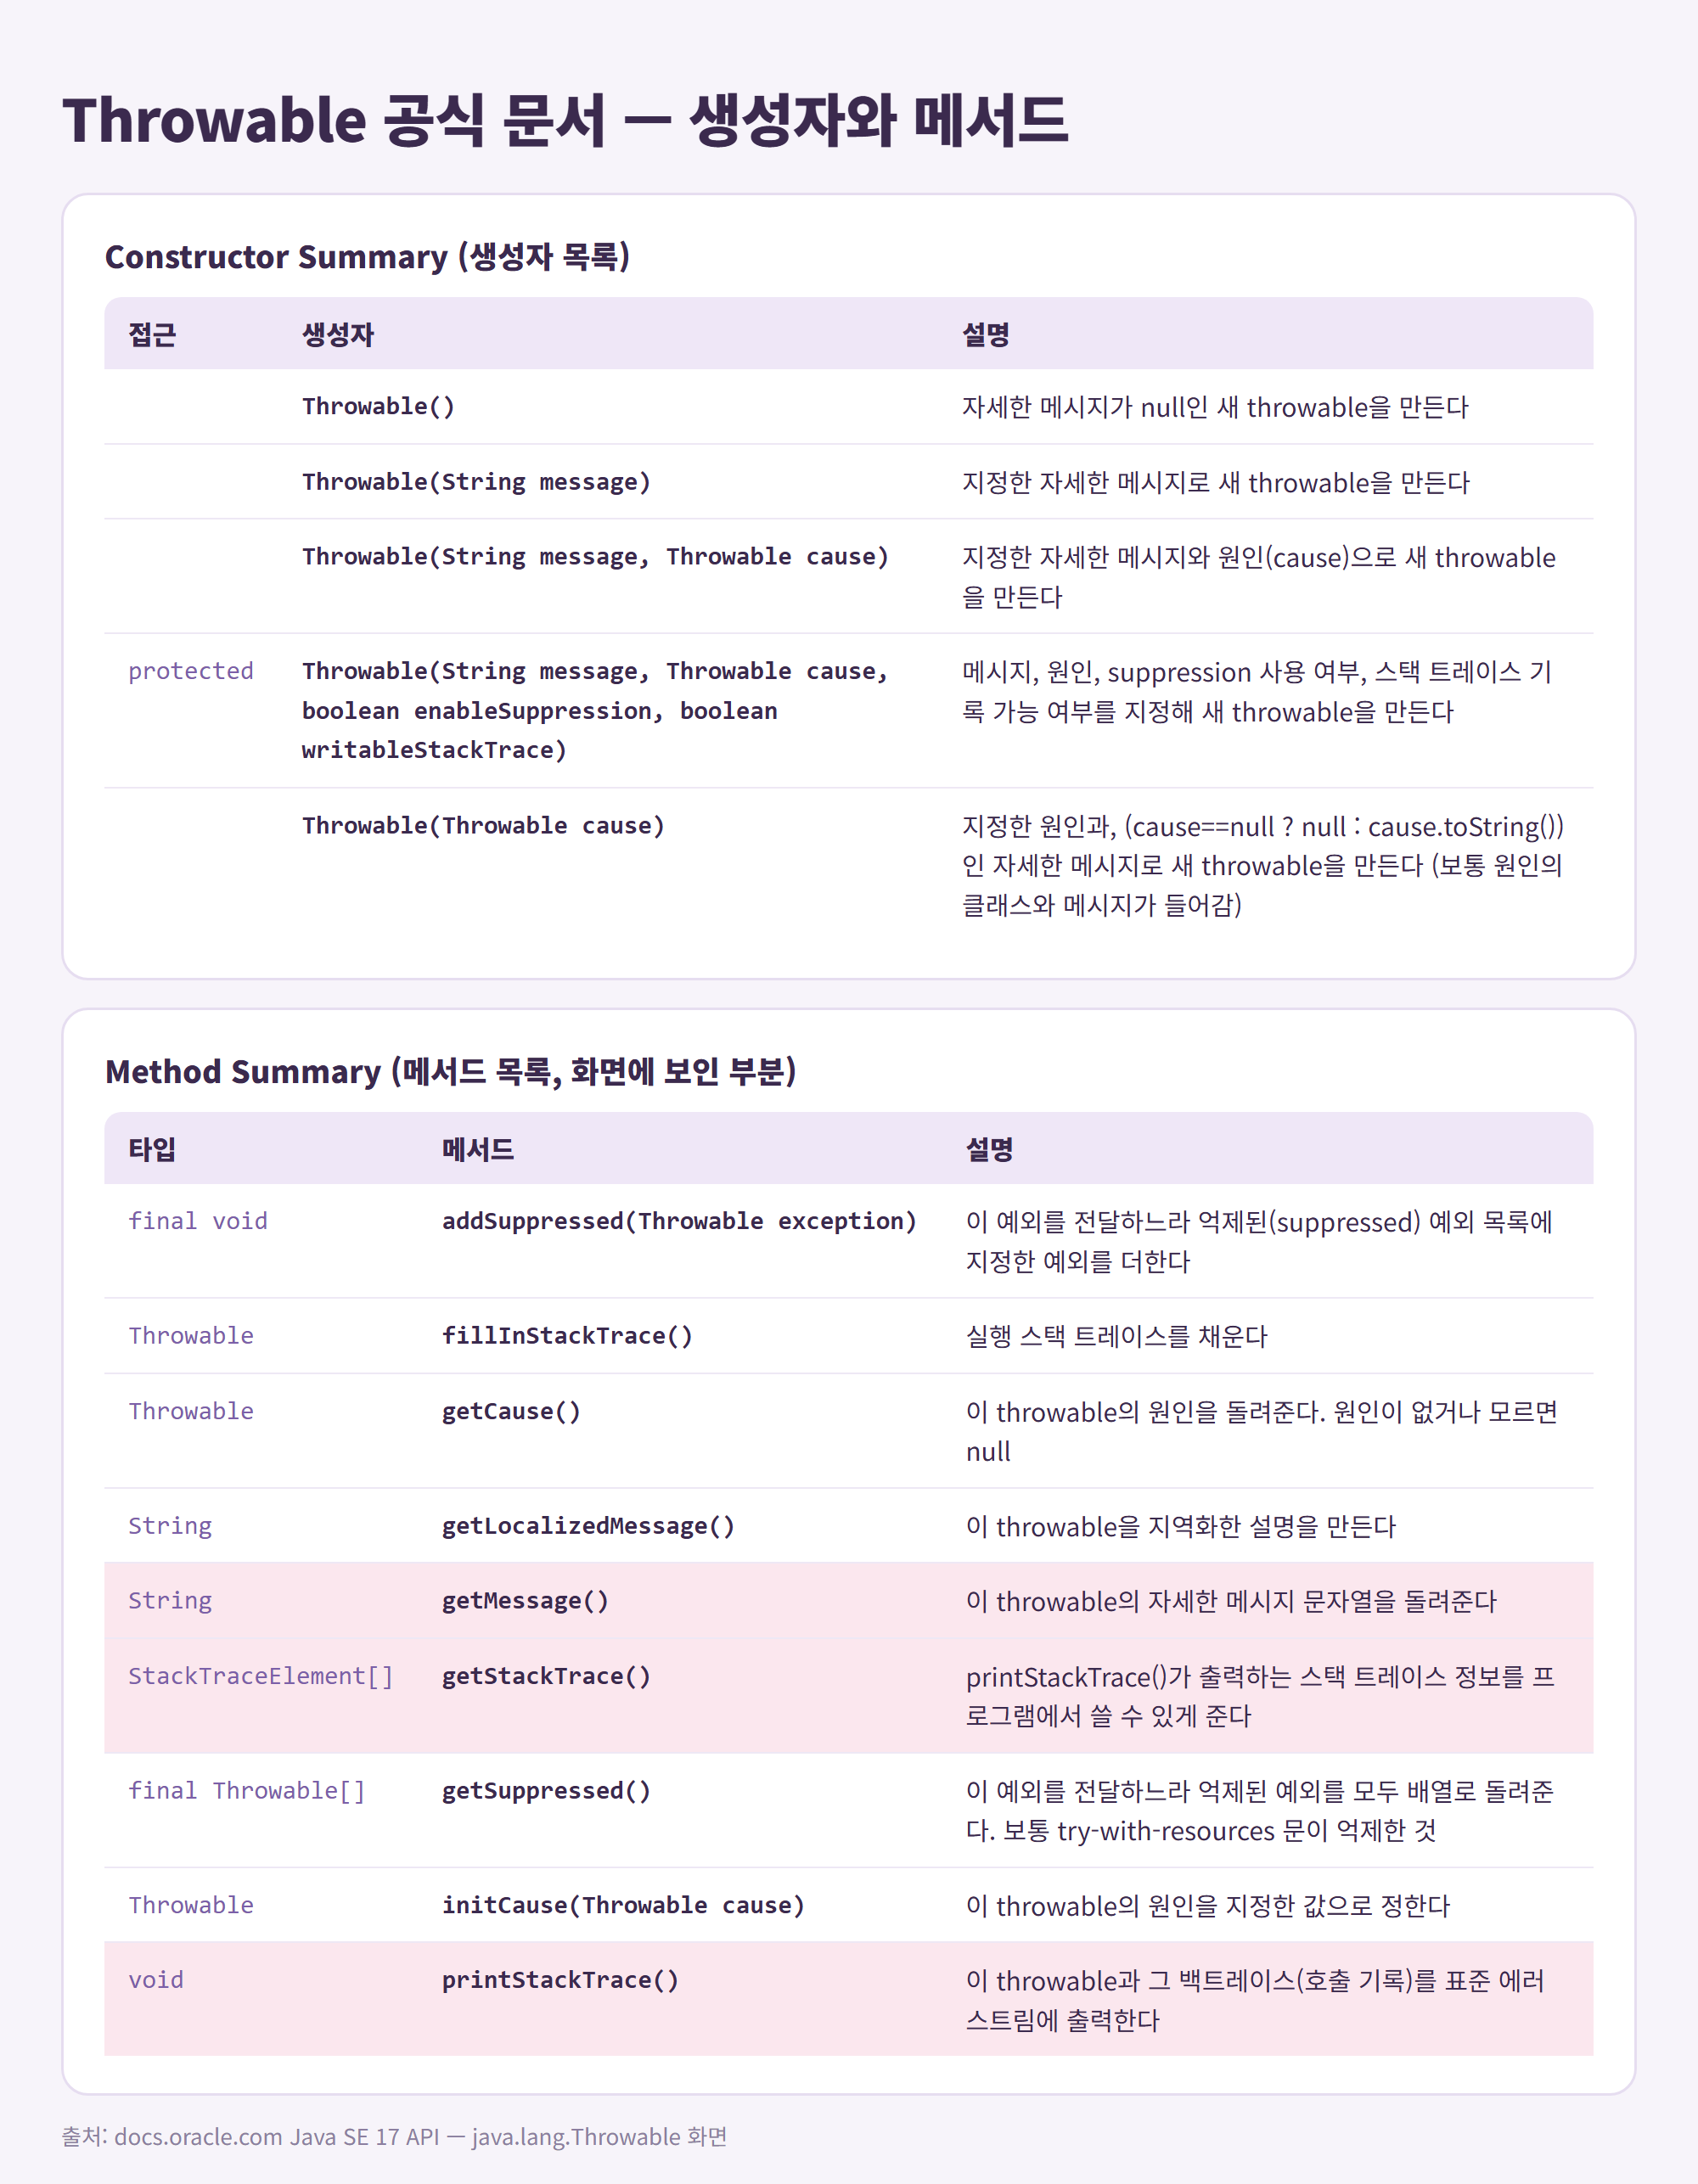 Throwable 공식 문서 — 생성자와 메서드
Constructor Summary (생성자 목록)
접근 생성자 설명
Throwable() 자세한 메시지가 null인 새 throwable을 만든다
Throwable(String message) 지정한 자세한 메시지로 새 throwable을 만든다
Throwable(String message, Throwable cause) 지정한 자세한 메시지와 원인(cause)으로 새 throwable
을 만든다
protected Throwable(String message, Throwable cause, 메시지, 원인, suppression 사용 여부, 스택 트레이스 기
boolean enableSuppression, boolean 록 가능 여부를 지정해 새 throwable을 만든다
writableStackTrace)
Throwable(Throwable cause) 지정한 원인과, (cause==null ? null : cause.toString())
인 자세한 메시지로 새 throwable을 만든다 (보통 원인의
클래스와 메시지가 들어감)
Method Summary (메서드 목록, 화면에 보인 부분)
타입 메서드 설명
final void addSuppressed(Throwable exception) 이 예외를 전달하느라 억제된(suppressed) 예외 목록에
지정한 예외를 더한다
Throwable fillInStackTrace() 실행 스택 트레이스를 채운다
Throwable getCause() 이 throwable의 원인을 돌려준다. 원인이 없거나 모르면
null
String getLocalizedMessage() 이 throwable을 지역화한 설명을 만든다
String getMessage() 이 throwable의 자세한 메시지 문자열을 돌려준다
StackTraceElement[] getStackTrace() printStackTrace()가 출력하는 스택 트레이스 정보를 프
로그램에서 쓸 수 있게 준다
final Throwable[] getSuppressed() 이 예외를 전달하느라 억제된 예외를 모두 배열로 돌려준
다. 보통 try-with-resources 문이 억제한 것
Throwable initCause(Throwable cause) 이 throwable의 원인을 지정한 값으로 정한다
void printStackTrace() 이 throwable과 그 백트레이스(호출 기록)를 표준 에러
스트림에 출력한다
출처: docs.oracle.com Java SE 17 API — java.lang.Throwable 화면